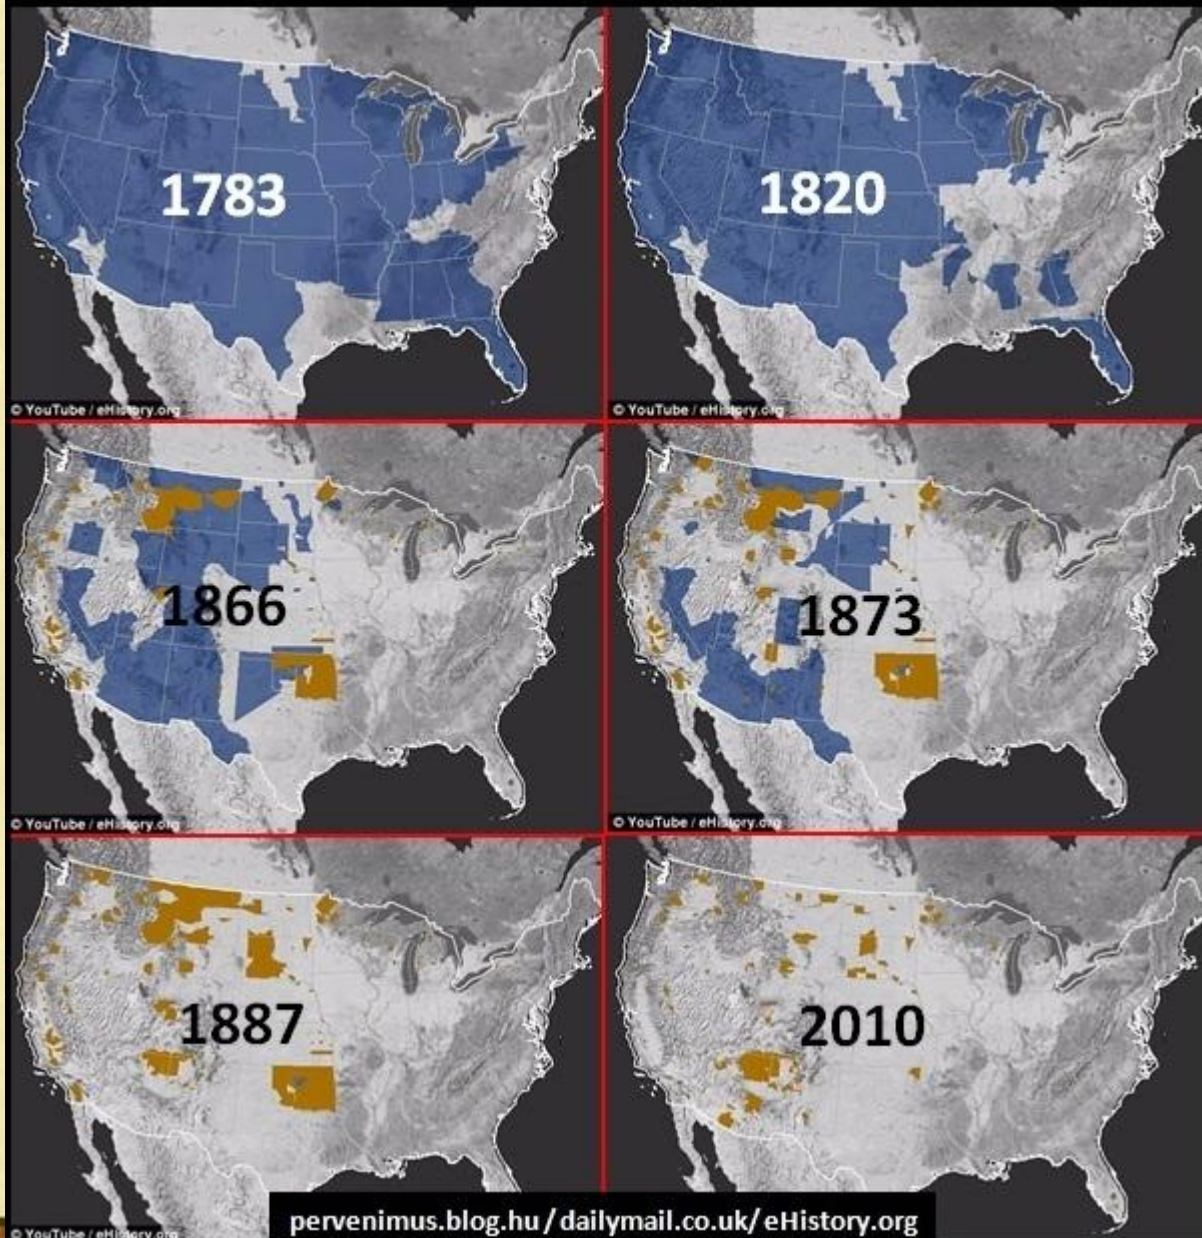 1783
1820
© YouTube / eHistory.org
© YouTube / eHistory.org
1866
1873
© YouTube / eHistory.org
© YouTube / eHistory.org
1887
2010
pervenimus.blog.hu / dailymail.co.uk/ eHistory.org
© YouTube / eHistory.org